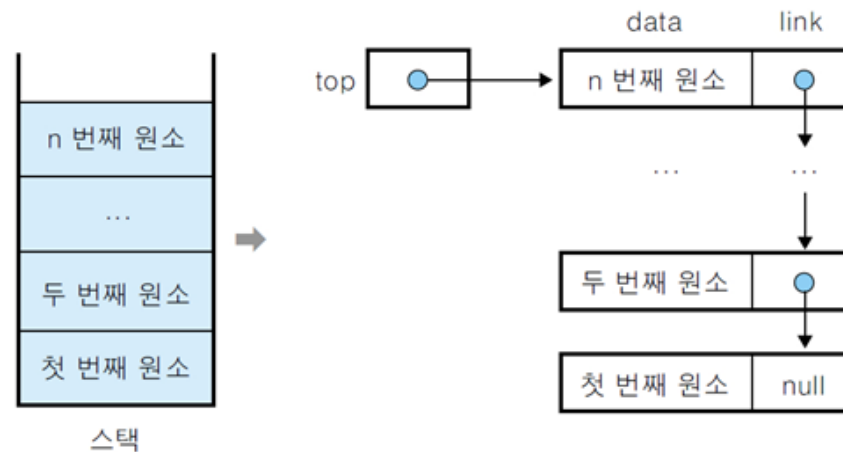 n 번째 원소
...
두 번째 원소
첫 번째 원소
스택
data link
top
n 번째 원소
... ...
두 번째 원소
첫 번째 원소 null